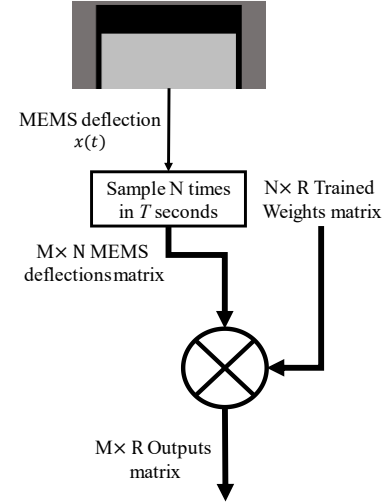 MEMS deflection
x(t)
Sample N times
in T seconds
N× R Trained
Weights matrix
M× N MEMS
deflections matrix
M× R Outputs
matrix